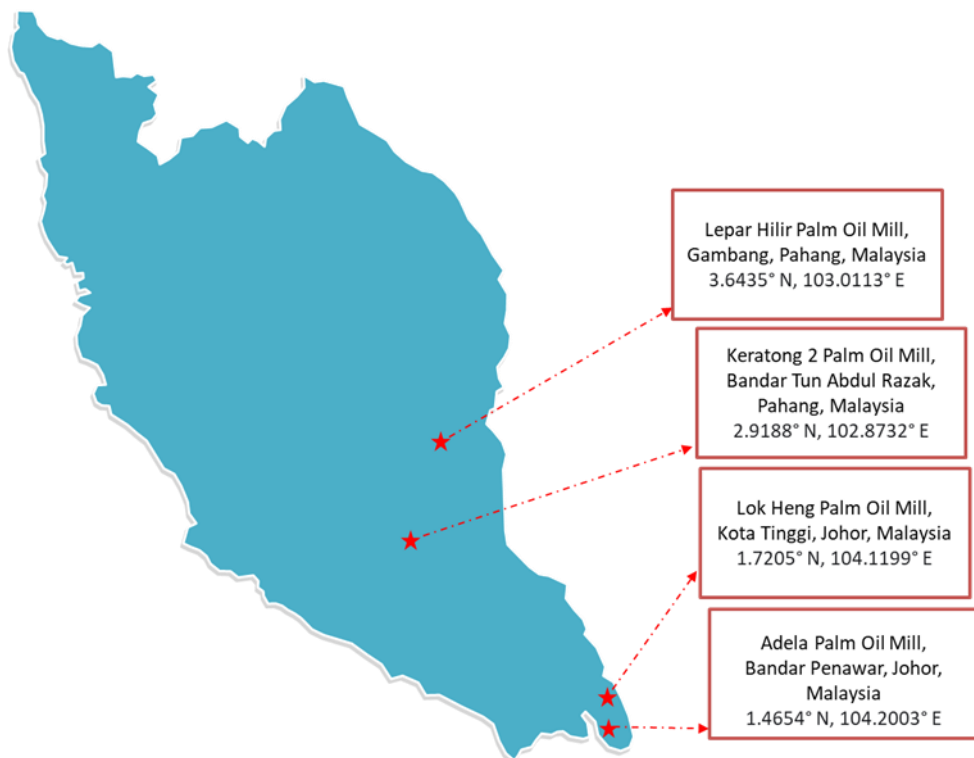 Lepar Hilir Palm Oil Mill,
Gambang, Pahang, Malaysia
3.6435° N, 103.0113° E
Keratong 2 Palm Oil Mill,
Bandar Tun Abdul Razak,
Pahang, Malaysia
2.9188° N, 102.8732° E
Lok Heng Palm Oil Mill,
Kota Tinggi, Johor, Malaysia
1.7205° N, 104.1199° E
Adela Palm Oil Mill,
Bandar Penawar, Johor,
Malaysia
1.4654° N, 104.2003° E